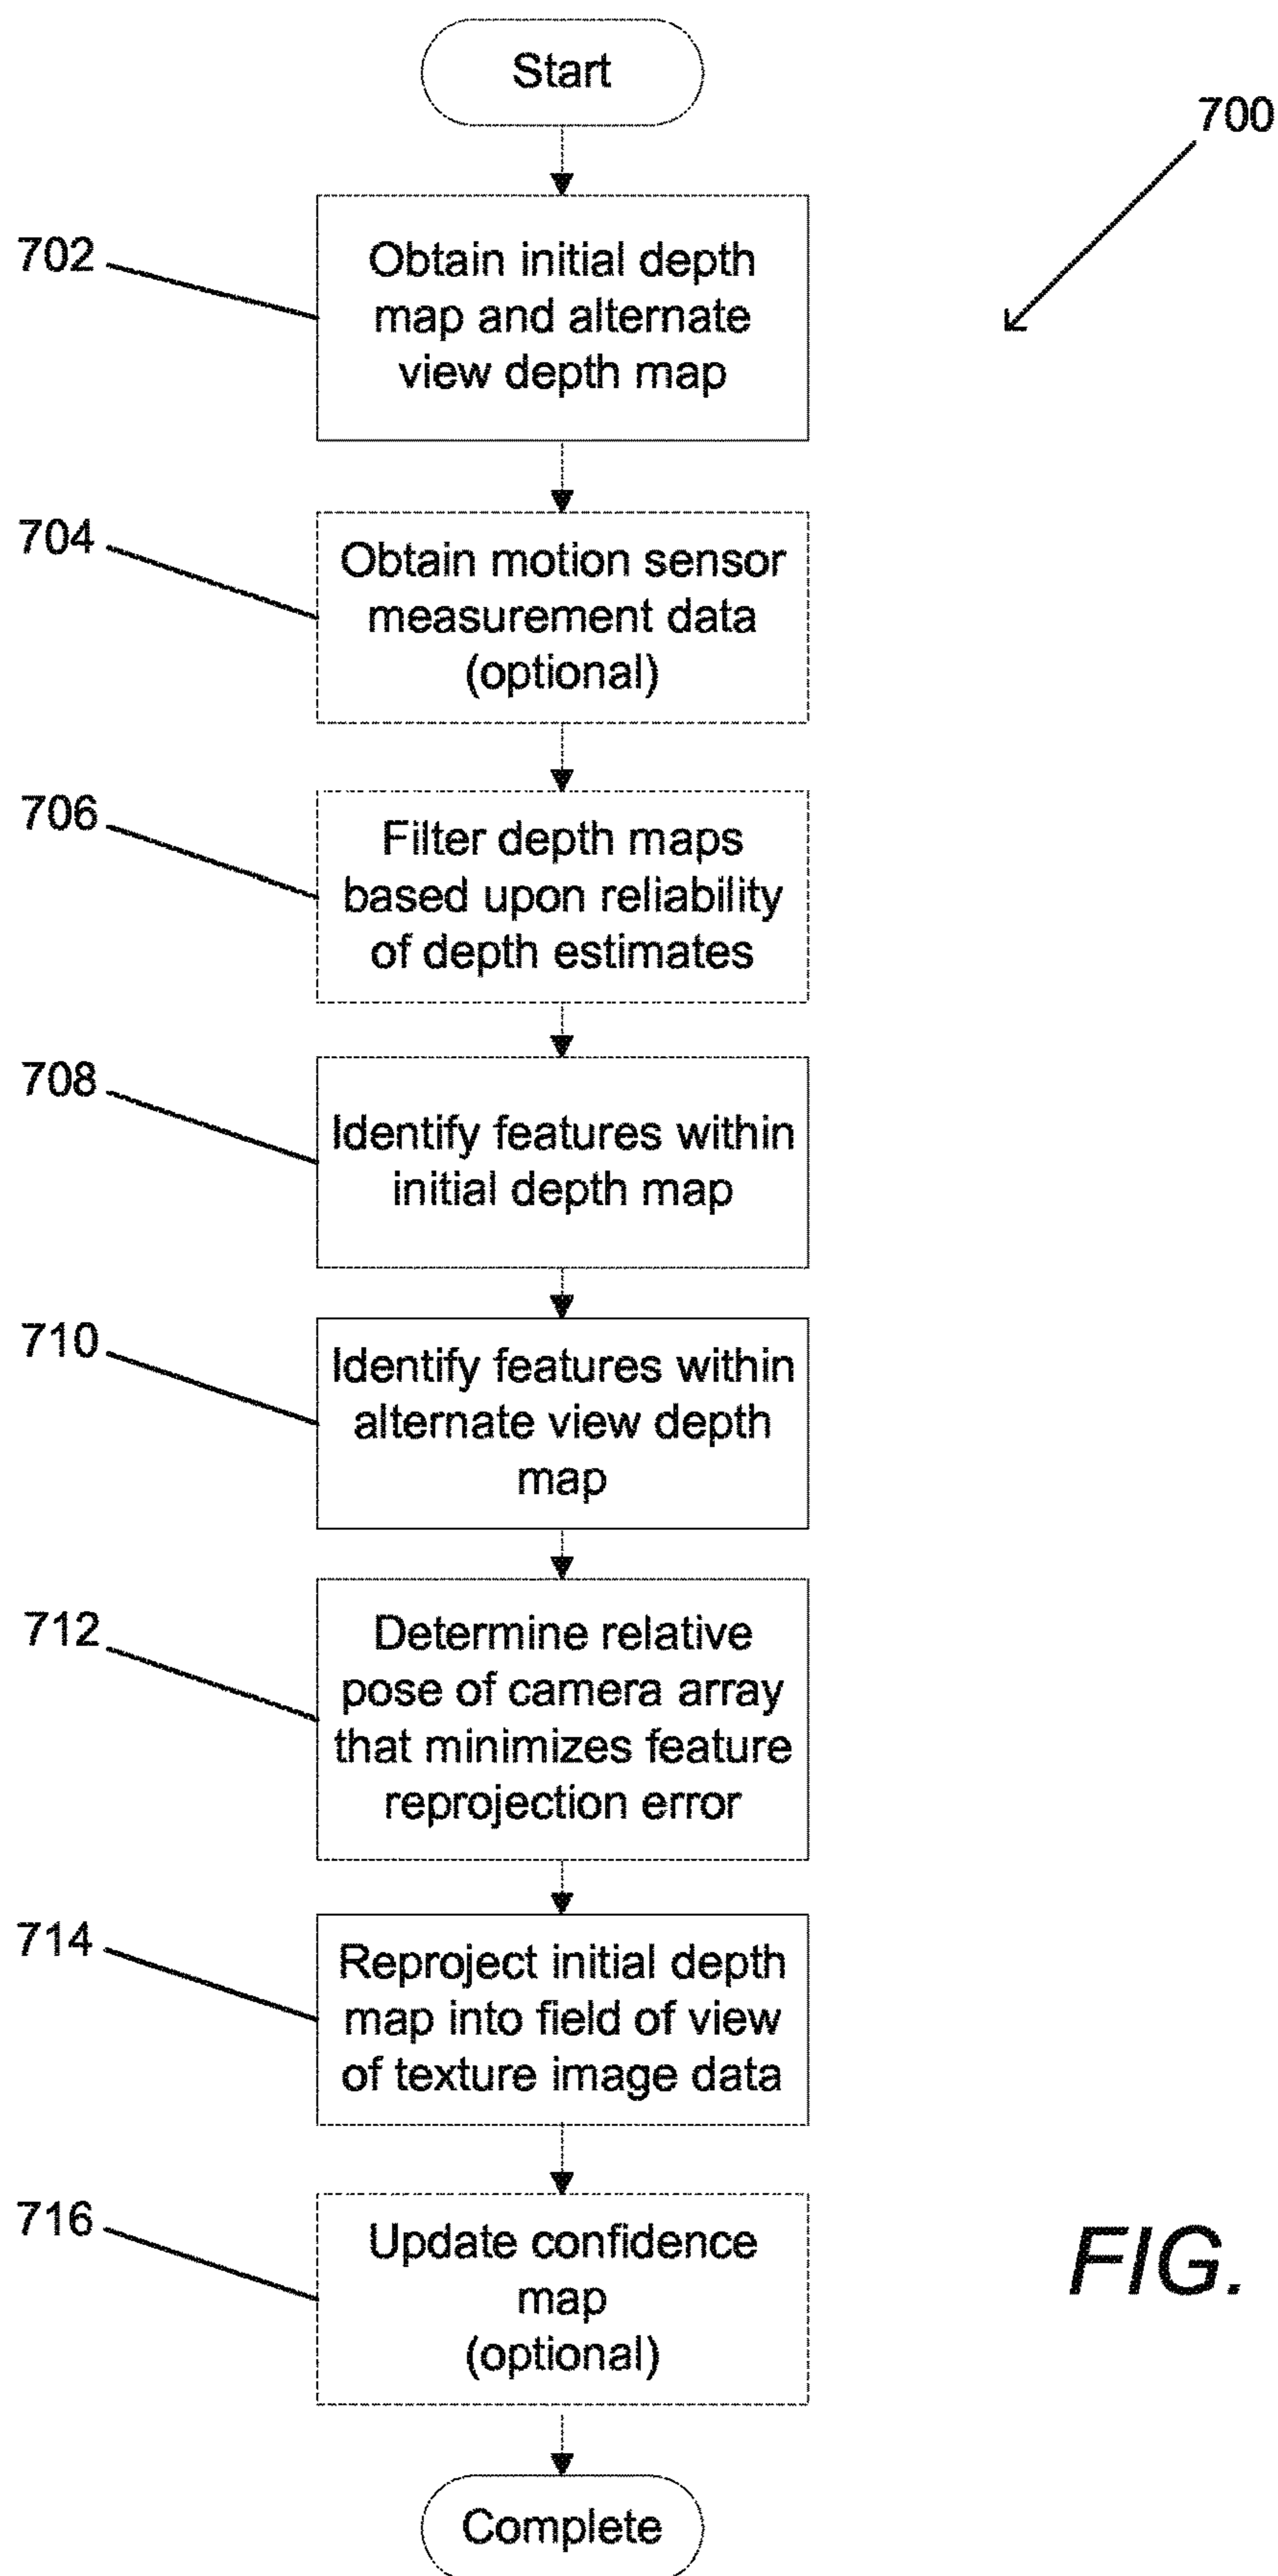 Start
700
702
Obtain initial depth
map and alternate
view depth map
704
Obtain motion sensor
measurement data
(optional)
706
Filter depth maps
based upon reliability
of depth estimates
708
Identify features within
initial depth map
710
Identify features within
alternate view depth
map
712
Determine relative
pose of camera array
that minimizes feature
reprojection error
714
Reproject initial depth
map into field of view
of texture image data
716
Update confidence
map
(optional)
FIG.
Complete